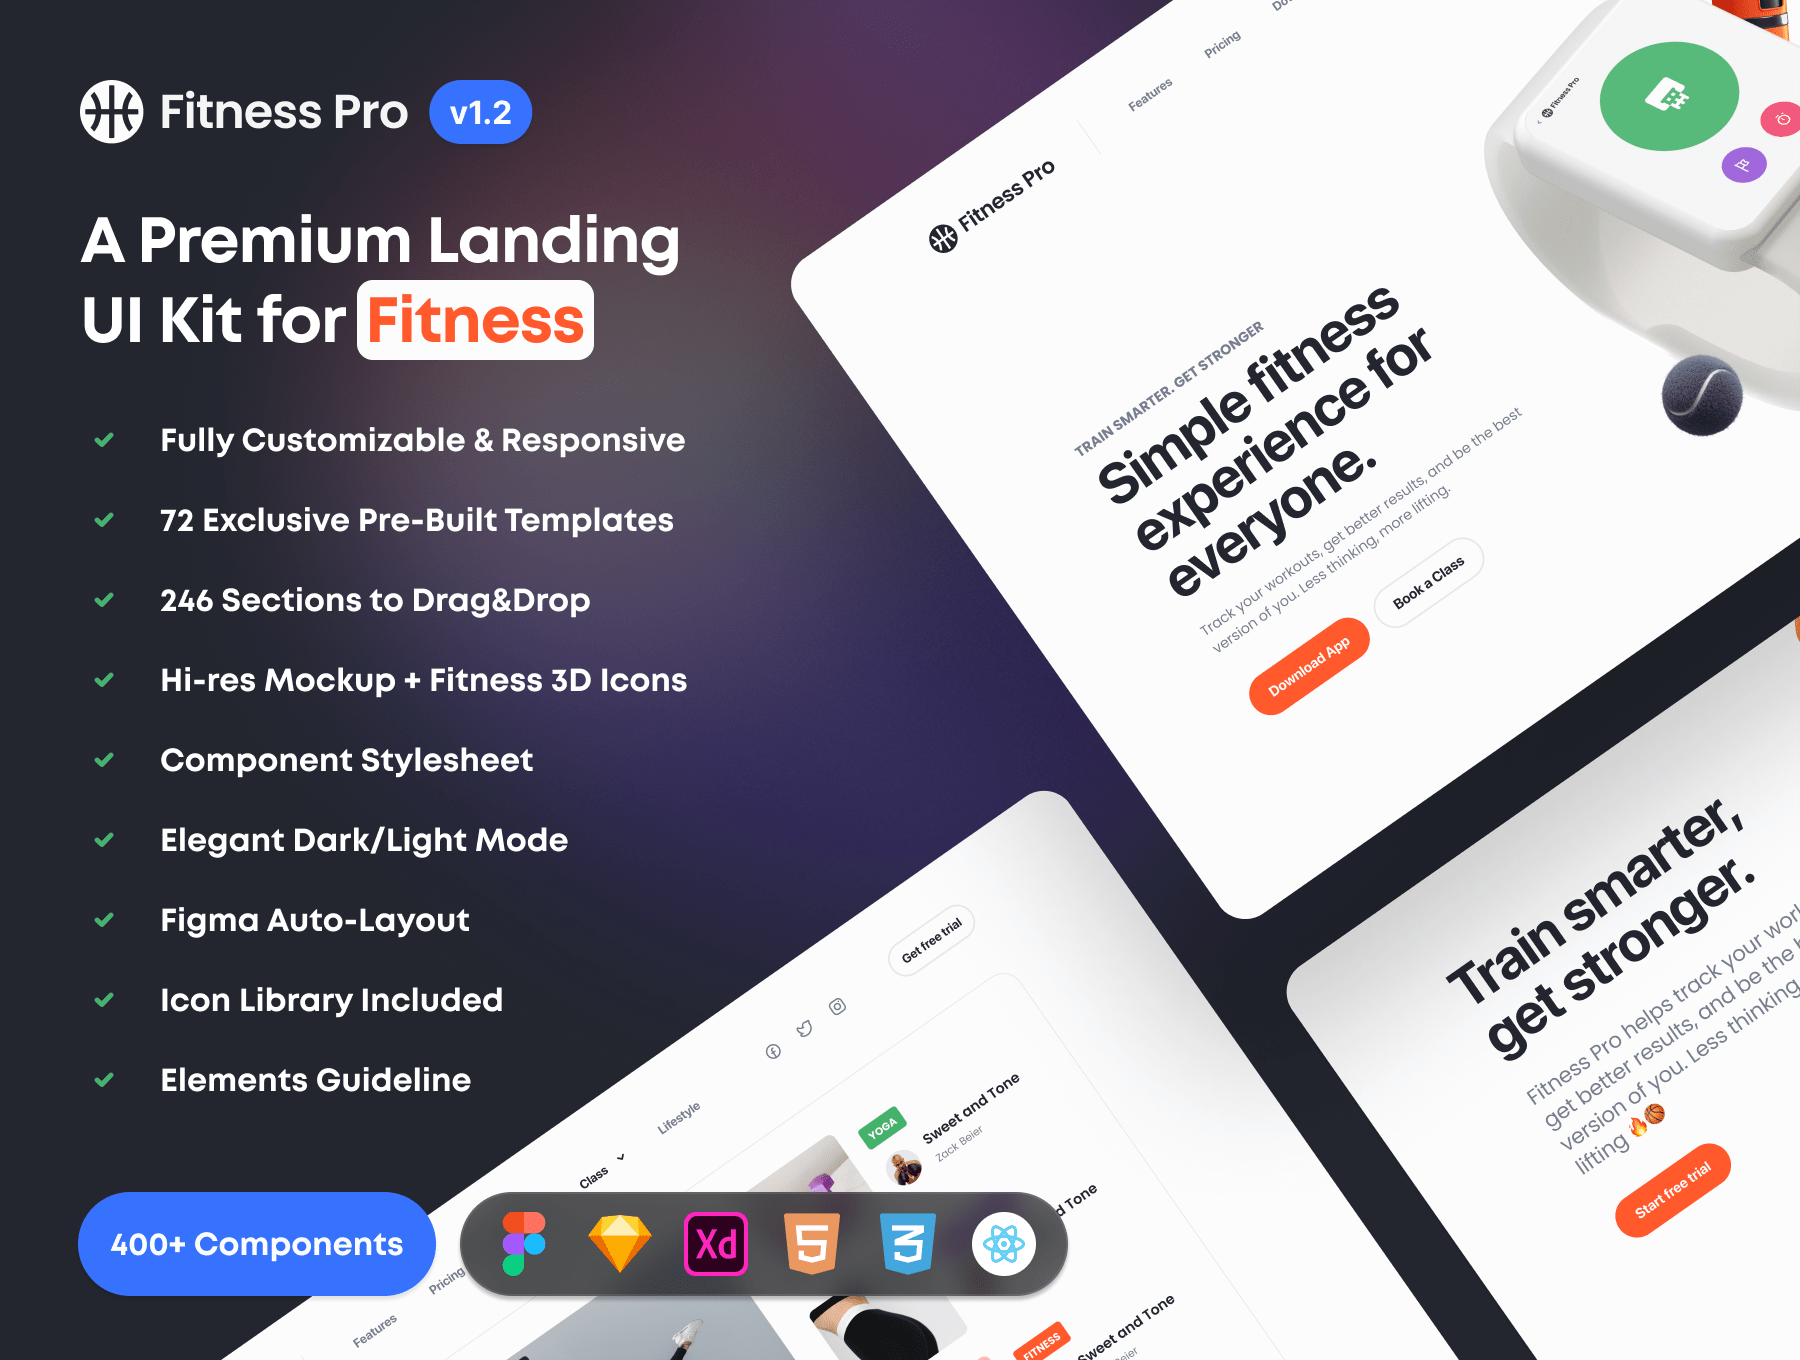 Fitness Pro v1.2
A Premium Landing
UI Kit for Fitness
Fully Customizable & Responsive
72 Exclusive Pre-Built Templates
246 Sections to Drag&Drop
Hi-res Mockup + Fitness 3D Icons
Component Stylesheet
Elegant Dark/Light Mode
Figma Auto-Layout
Icon Library Included
Elements Guideline
400+ Components
Xd
Fitness Pro
Features
Pricing
TRAIN SMARTER. GET STRONGER
Simple fitness
experience for
everyone.
Track your workouts, get better results, and be the best
version of you. Less thinking, more lifting.
Download App
Book a Class
Fitness Pro
Train smarter,
get stronger.
Fitness Pro helps track your
get better results, and be the
version of you. Less thinking
lifting 🔥🏀
Start free trial
Features
Pricing
Class
Lifestyle
Get free trial
YOGA
Sweet and Tone
Zack Beier
Tone
FITNESS
Sweet and Tone